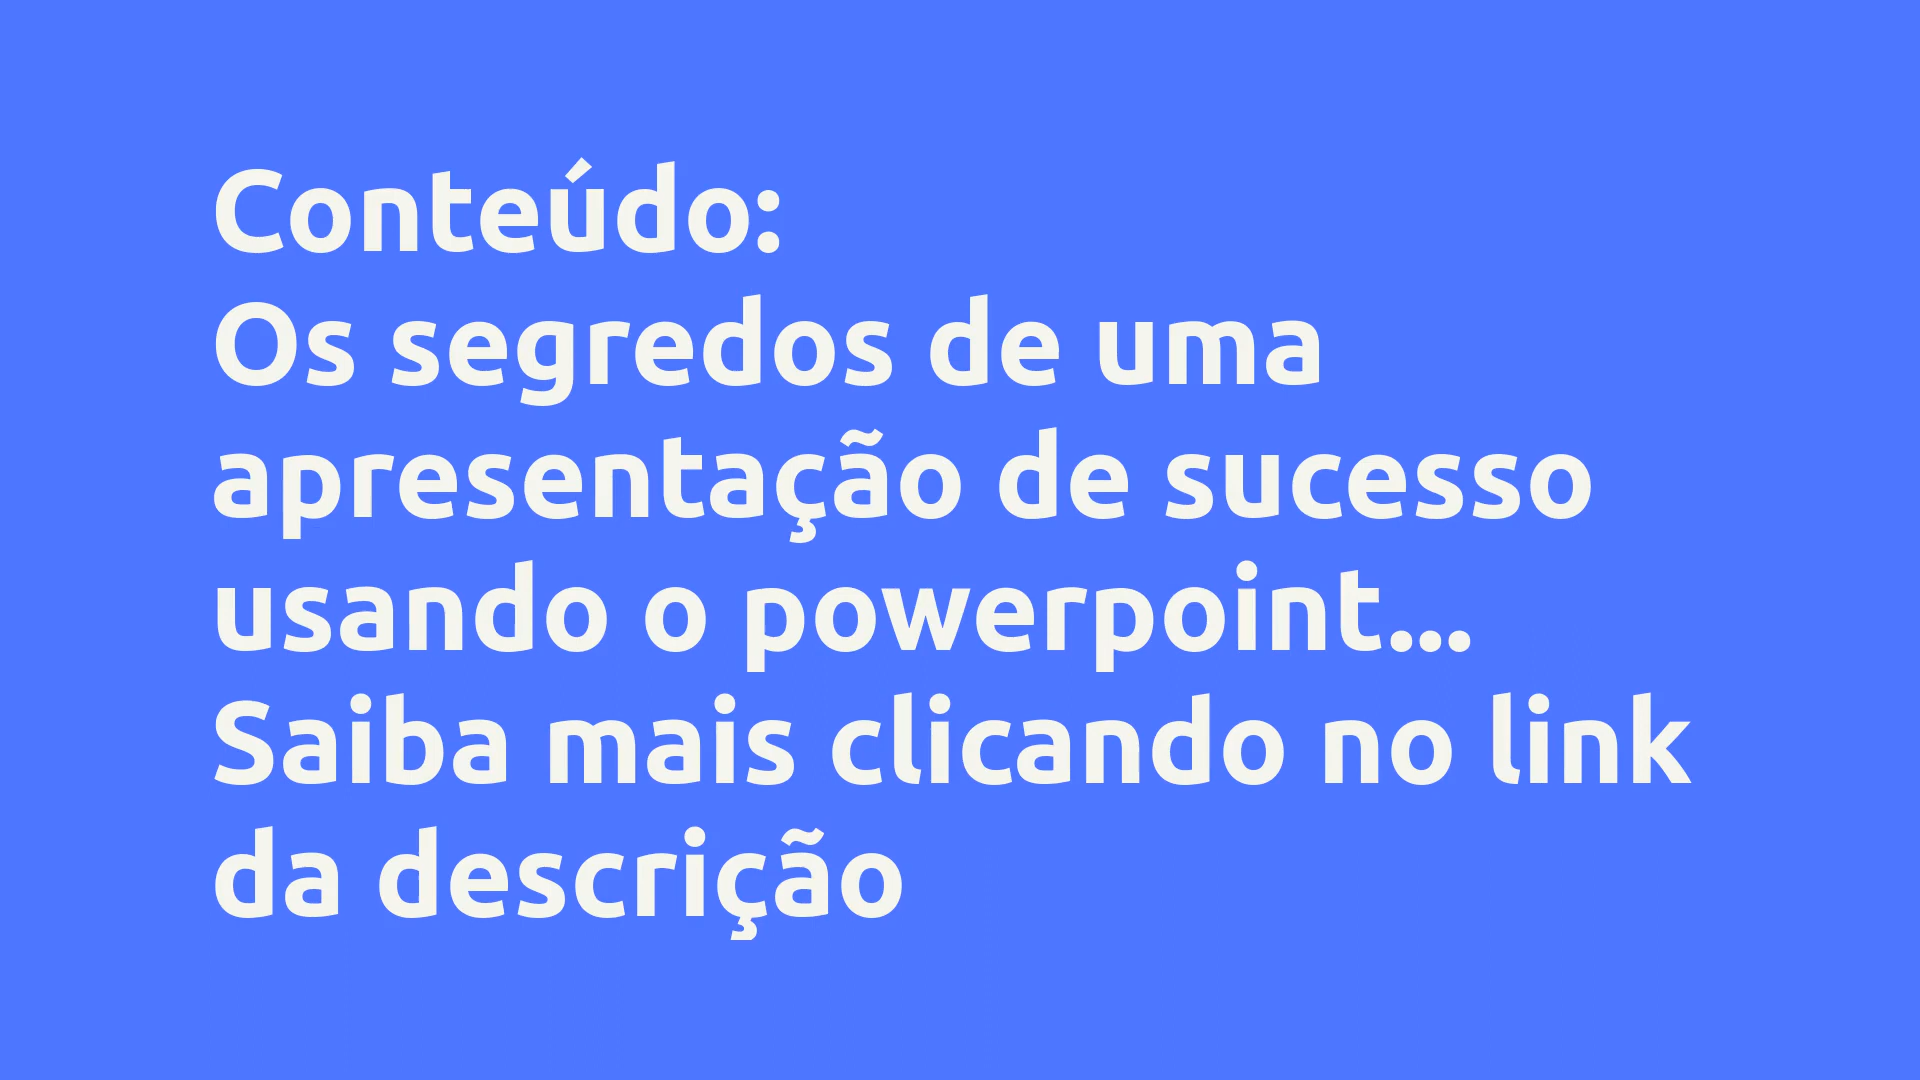 Conteúdo:
Os segredos de uma
apresentação de sucesso
usando o powerpoint...
Saiba mais clicando no link
da descrição